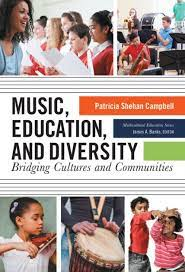 Patricia Shehan Campbell
MUSIC,
EDUCATION,
AND DIVERSITY
Multicultural Education Series
James A. Banks, Editor
Bridging Cultures and Communities